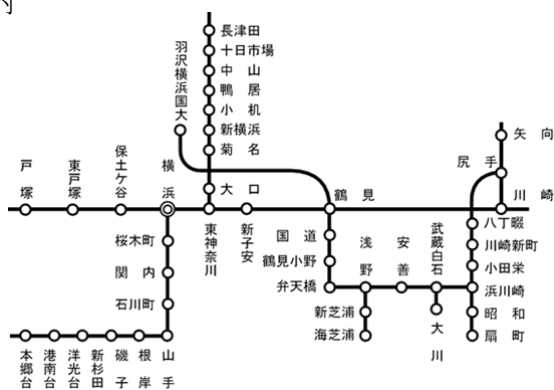 内
長津田
十日市場
中山
鴨居
小机
新横浜
菊名
大口
羽沢横浜国大
矢向
尻手
川崎
鶴見
戸塚
東戸塚
保土ケ谷
横浜
東神奈川
新子安
桜木町
関内
石川町
国道
鶴見小野
弁天橋
浅野
安善
武蔵白石
八丁畷
川崎新町
小田栄
浜川崎
昭和
扇町
新芝浦
海芝浦
大川
本郷台
港南台
洋光台
新杉田
磯子
根岸
山手